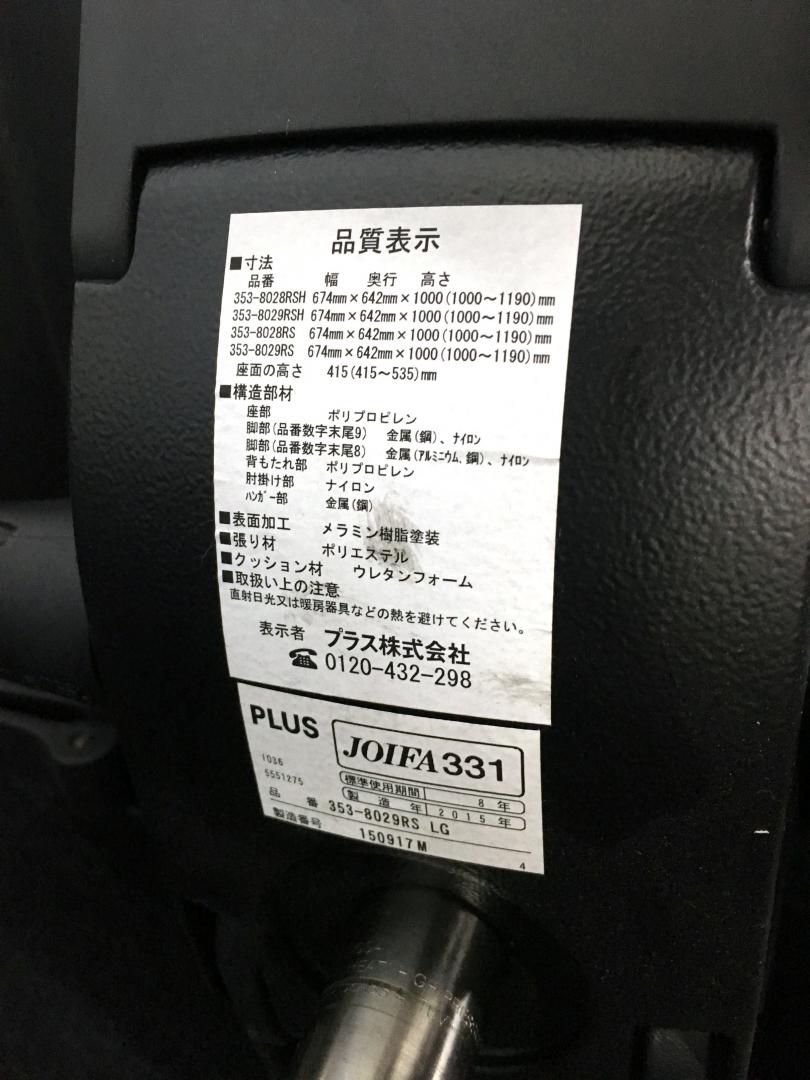 品質表示
■寸法
品番 幅 奥行 高さ
353-8028RSH 674mm×642mm×1000(1000～1190)mm
353-8029RSH 674mm×642mm×1000(1000～1190)mm
353-8028RS 674mm×642mm×1000(1000～1190)mm
353-8029RS 674mm×642mm×1000(1000～1190)mm
座面の高さ 415(415～535)mm
■構造部材
座部 ポリプロピレン
脚部(品番数字末尾9) 金属(鋼)、ﾅｲﾛﾝ
脚部(品番数字末尾8) 金属(ｱﾙﾐﾆｳﾑ､鋼)、ﾅｲﾛﾝ
背もたれ部 ポリプロピレン
肘掛け部 ナイロン
ﾊﾝｶﾞｰ部 金属(鋼)
■表面加工 メラミン樹脂塗装
■張り材 ポリエステル
■クッション材 ウレタンフォーム
■取扱い上の注意
直射日光又は暖房器具などの熱を避けてください。
表示者 プラス株式会社
☎ 0120-432-298
PLUS JOIFA331
1036
5551275
標準使用期間 8年
製造年 2015年
品番 353-8029RS LG
製造番号 150917M
4